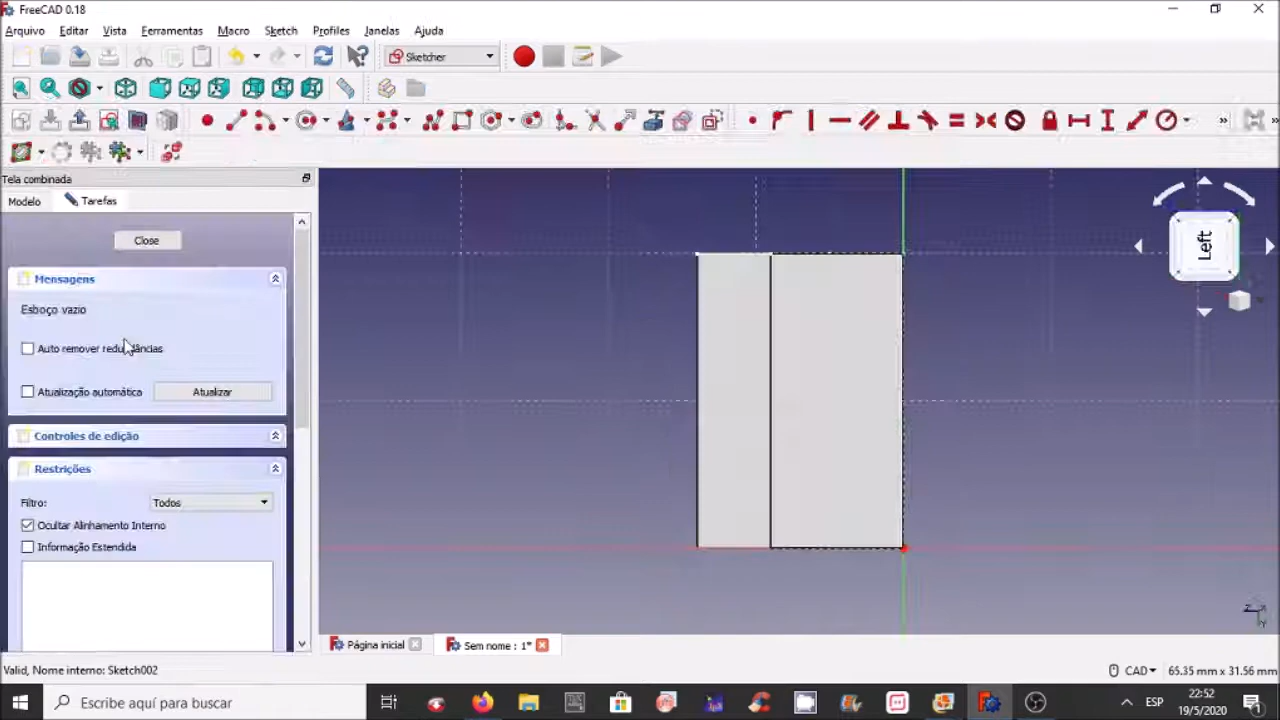 FreeCAD 0.18
Arquivo Editar Vista Ferramentas Macro Sketch Profiles Janelas Ajuda
Sketcher
Tela combinada
Modelo Tarefas
Close
Mensagens
Esboço vazio
Auto remover redundâncias
Atualização automática Atualizar
Controles de edição
Restrições
Filtro: Todos
Ocultar Alinhamento Interno
Informação Estendida
Left
Página inicial Sem nome : 1*
Valid, Nome interno: Sketch002 CAD 65.35 mm x 31.56 mm
Escribe aquí para buscar
ESP
22:52
19/5/2020